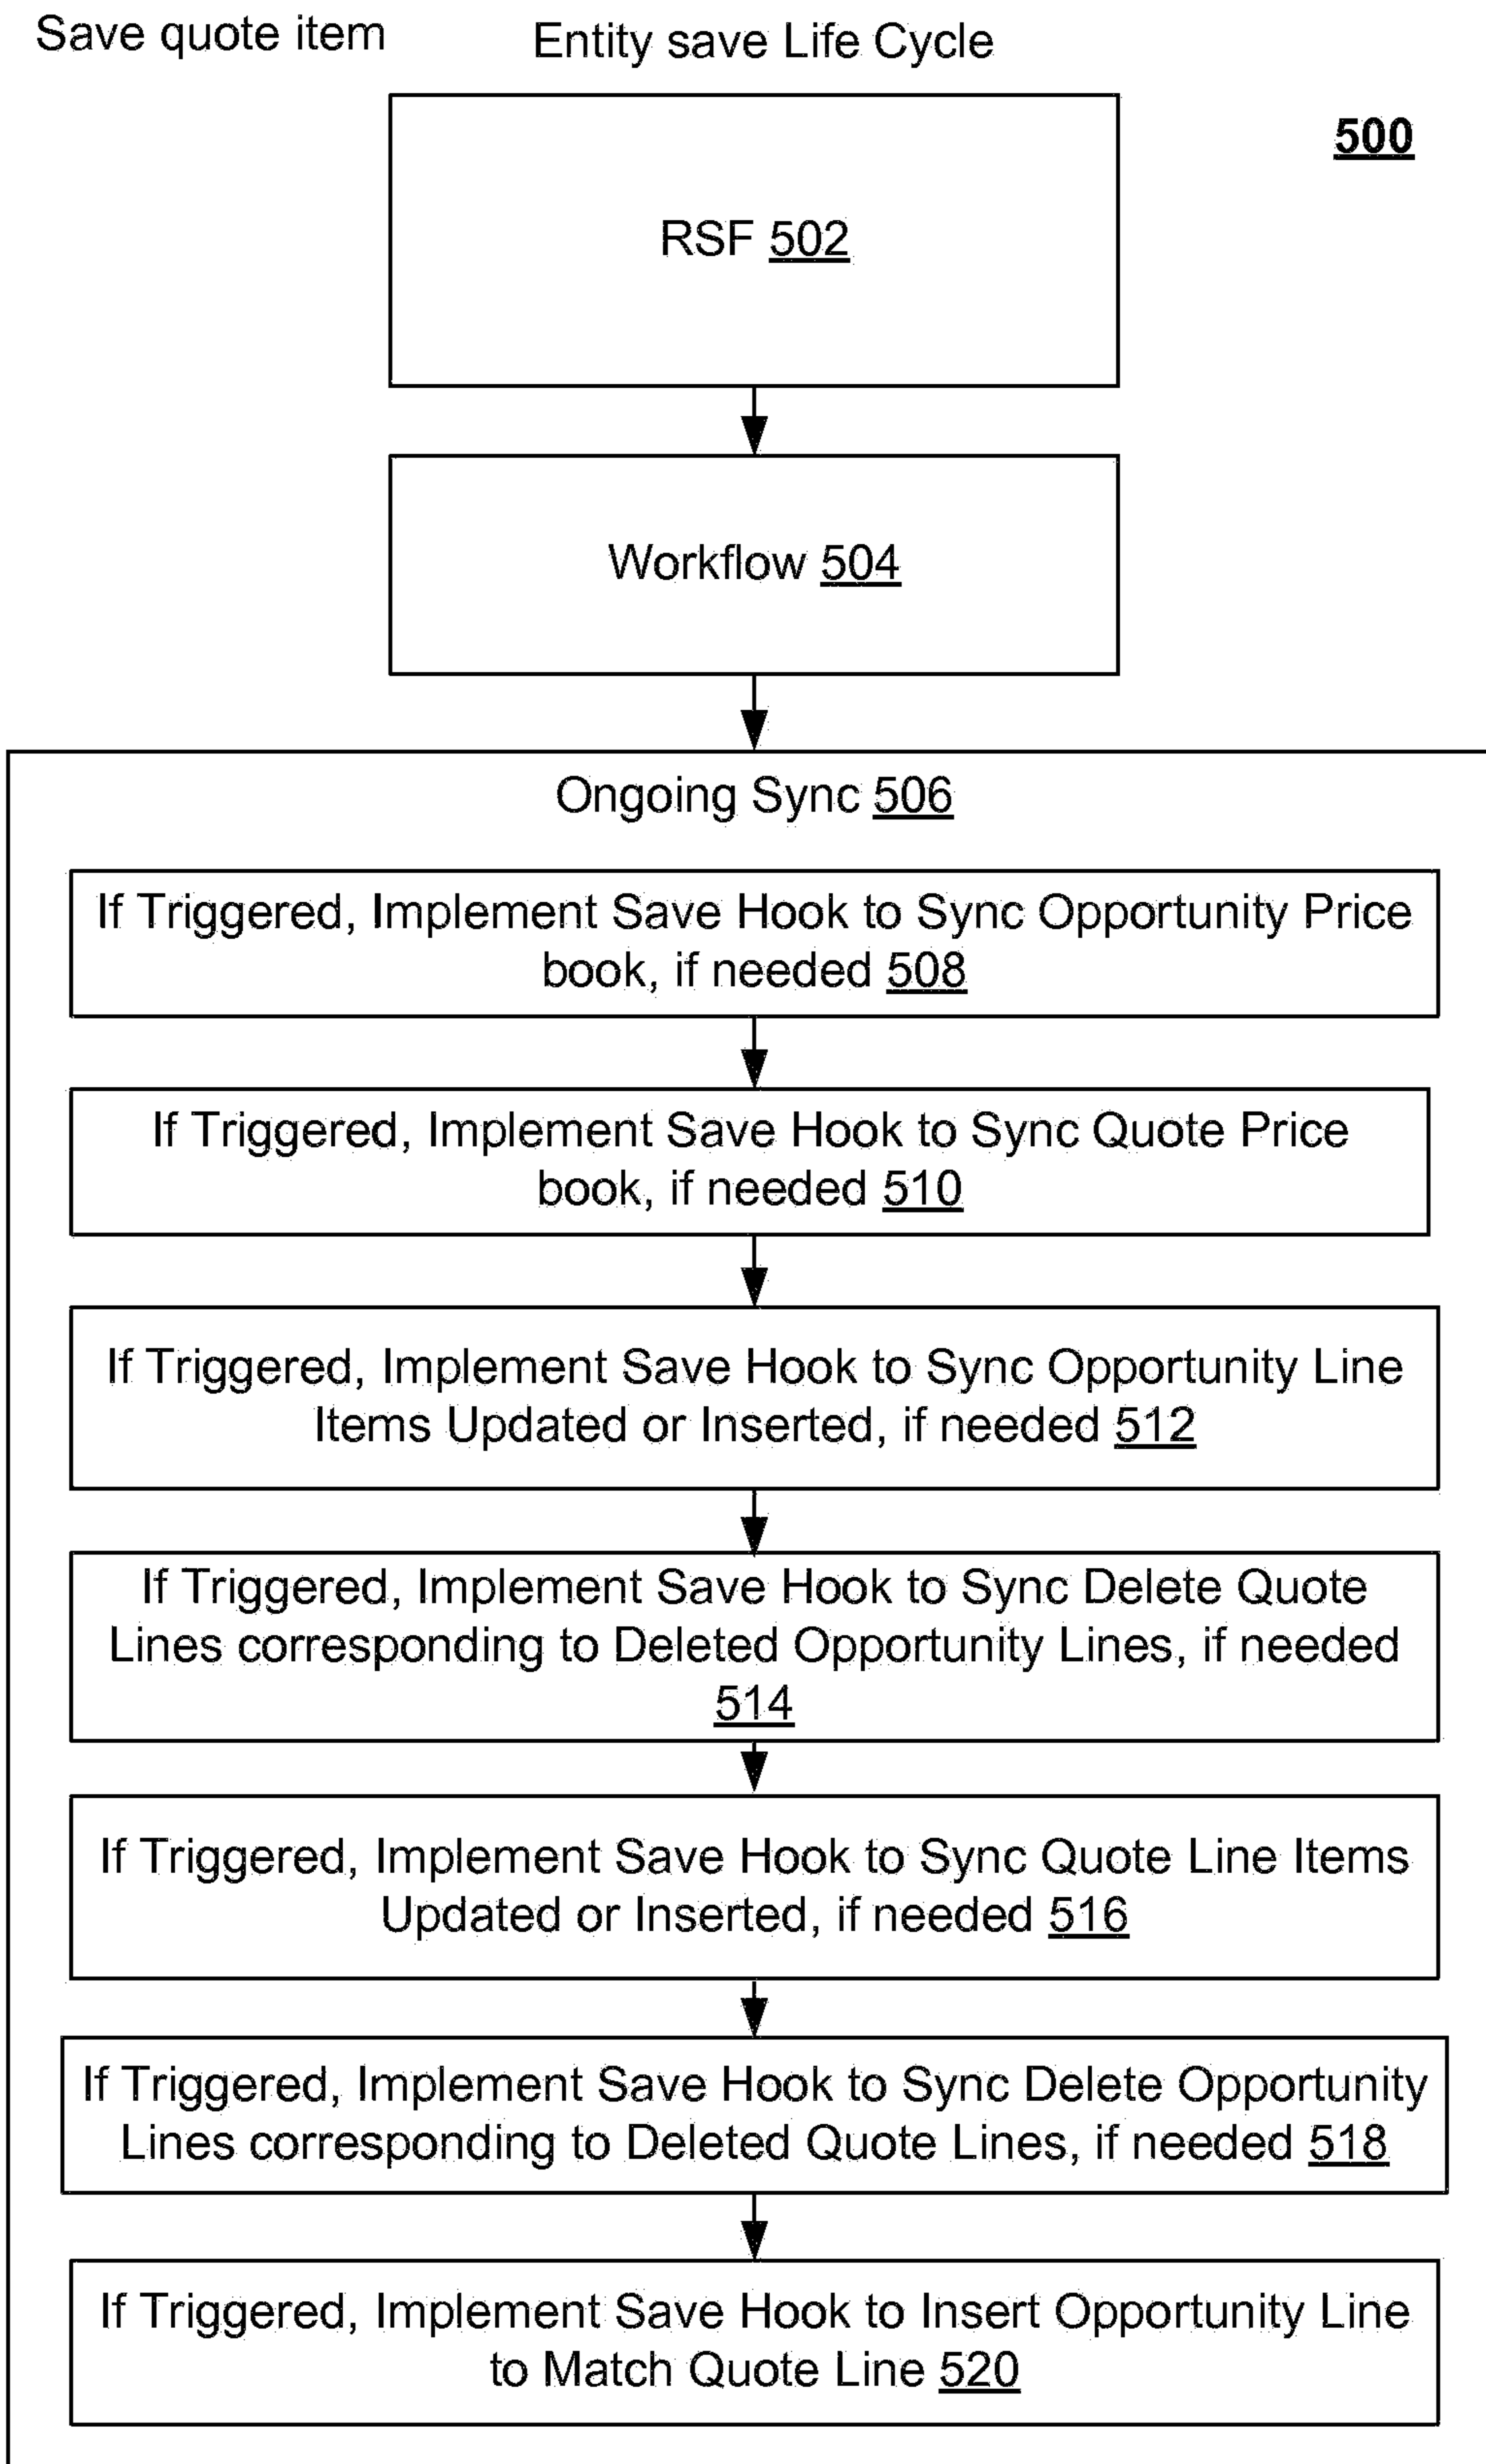 Save quote item
Entity save Life Cycle
500
RSF 502
Workflow 504
Ongoing Sync 506
If Triggered, Implement Save Hook to Sync Opportunity Price
book, if needed 508
If Triggered, Implement Save Hook to Sync Quote Price
book, if needed 510
If Triggered, Implement Save Hook to Sync Opportunity Line
Items Updated or Inserted, if needed 512
If Triggered, Implement Save Hook to Sync Delete Quote
Lines corresponding to Deleted Opportunity Lines, if needed
514
If Triggered, Implement Save Hook to Sync Quote Line Items
Updated or Inserted, if needed 516
If Triggered, Implement Save Hook to Sync Delete Opportunity
Lines corresponding to Deleted Quote Lines, if needed 518
If Triggered, Implement Save Hook to Insert Opportunity Line
to Match Quote Line 520